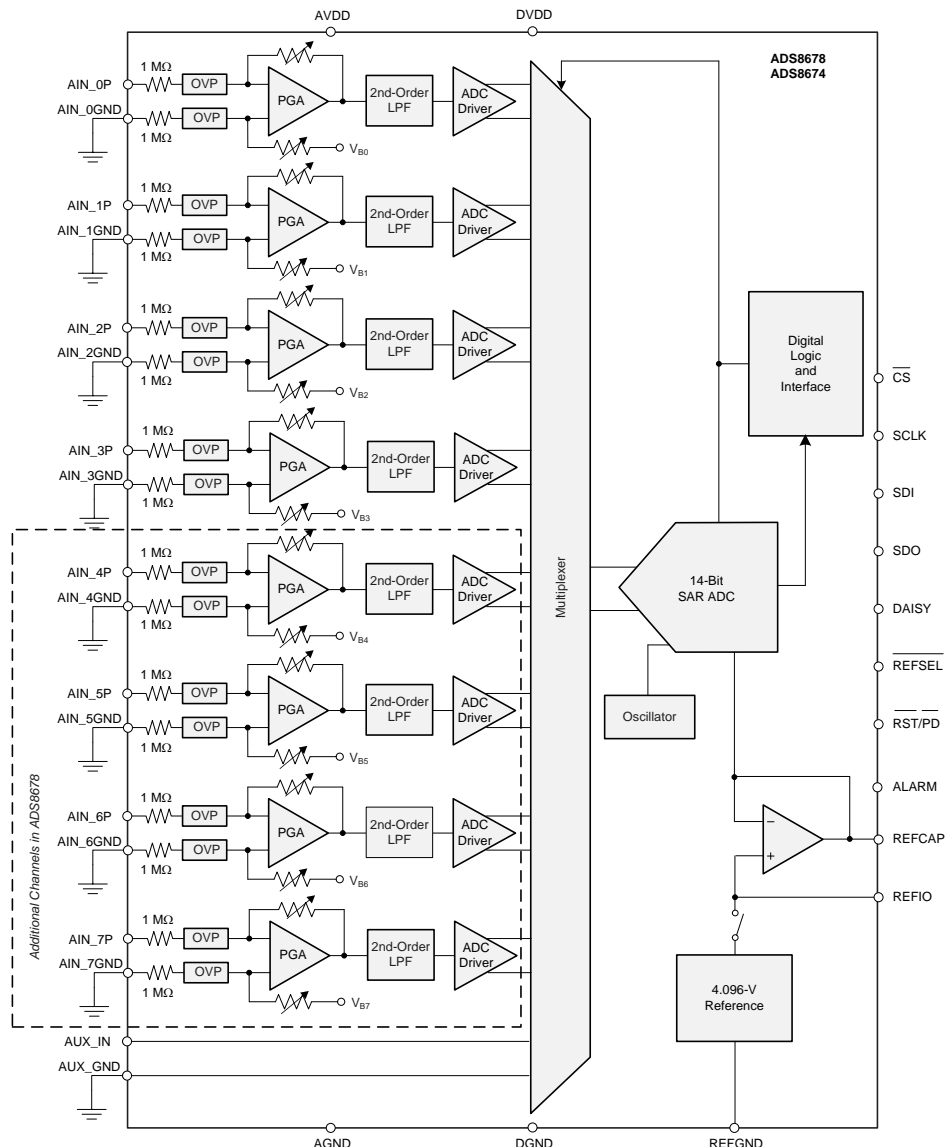 AVDD
DVDD
ADS8678
ADS8674
1 MΩ
AIN_0P
OVP
PGA
2nd-Order
LPF
ADC
Driver
AIN_0GND
OVP
1 MΩ
VB0
1 MΩ
AIN_1P
OVP
PGA
2nd-Order
LPF
ADC
Driver
AIN_1GND
OVP
1 MΩ
VB1
1 MΩ
AIN_2P
OVP
PGA
2nd-Order
LPF
ADC
Driver
AIN_2GND
OVP
1 MΩ
VB2
1 MΩ
AIN_3P
OVP
PGA
2nd-Order
LPF
ADC
Driver
AIN_3GND
OVP
1 MΩ
VB3
Additional Channels in ADS8678
1 MΩ
AIN_4P
OVP
PGA
2nd-Order
LPF
ADC
Driver
AIN_4GND
OVP
1 MΩ
VB4
1 MΩ
AIN_5P
OVP
PGA
2nd-Order
LPF
ADC
Driver
AIN_5GND
OVP
1 MΩ
VB5
1 MΩ
AIN_6P
OVP
PGA
2nd-Order
LPF
ADC
Driver
AIN_6GND
OVP
1 MΩ
VB6
1 MΩ
AIN_7P
OVP
PGA
2nd-Order
LPF
ADC
Driver
AIN_7GND
OVP
1 MΩ
VB7
AUX_IN
AUX_GND
Multiplexer
Digital
Logic
and
Interface
14-Bit
SAR ADC
Oscillator
−
+
4.096-V
Reference
CS
SCLK
SDI
SDO
DAISY
REFSEL
RST/PD
ALARM
REFCAP
REFIO
AGND
DGND
REFGND